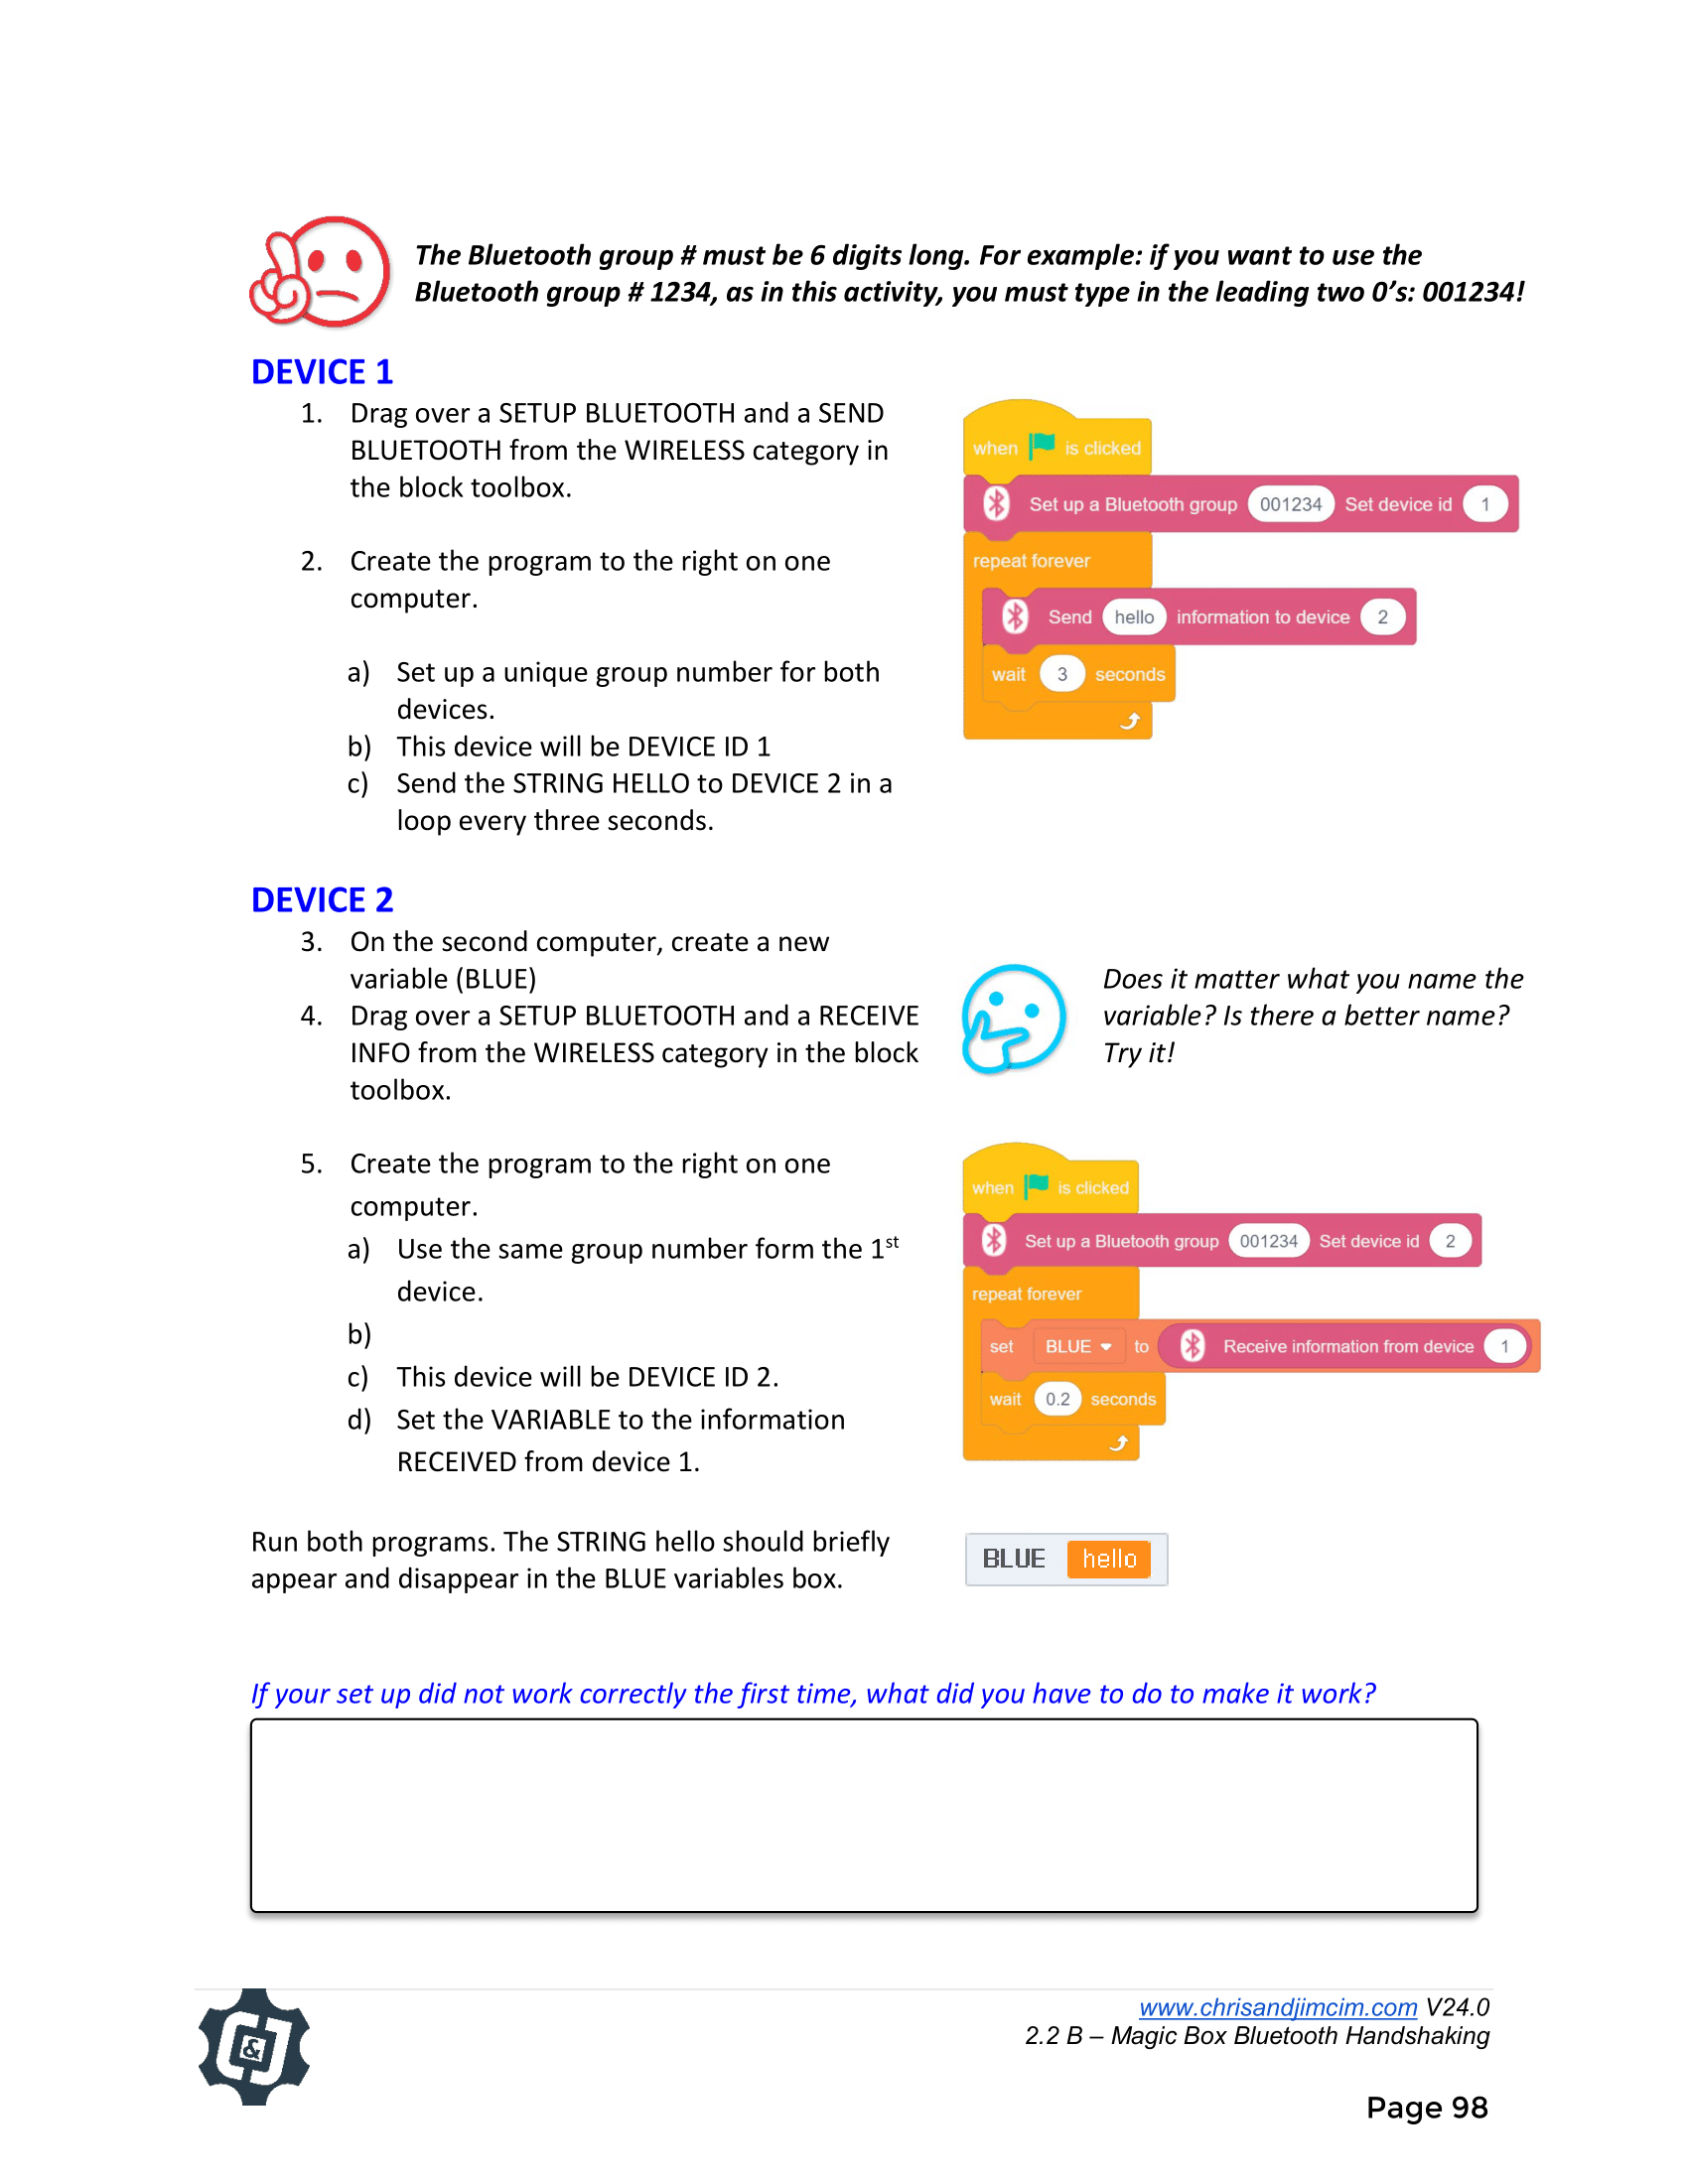 The Bluetooth group # must be 6 digits long. For example: if you want to use the
Bluetooth group # 1234, as in this activity, you must type in the leading two 0’s: 001234!
DEVICE 1
1. Drag over a SETUP BLUETOOTH and a SEND
BLUETOOTH from the WIRELESS category in
the block toolbox.
2. Create the program to the right on one
computer.
a) Set up a unique group number for both
devices.
b) This device will be DEVICE ID 1
c) Send the STRING HELLO to DEVICE 2 in a
loop every three seconds.
when is clicked
Set up a Bluetooth group 001234 Set device id 1
repeat forever
Send hello information to device 2
wait 3 seconds
DEVICE 2
3. On the second computer, create a new
variable (BLUE)
4. Drag over a SETUP BLUETOOTH and a RECEIVE
INFO from the WIRELESS category in the block
toolbox.
Does it matter what you name the
variable? Is there a better name?
Try it!
5. Create the program to the right on one
computer.
a) Use the same group number form the 1st
device.
b)
c) This device will be DEVICE ID 2.
d) Set the VARIABLE to the information
RECEIVED from device 1.
when is clicked
Set up a Bluetooth group 001234 Set device id 2
repeat forever
set BLUE to Receive information from device 1
wait 0.2 seconds
Run both programs. The STRING hello should briefly
appear and disappear in the BLUE variables box.
BLUE hello
If your set up did not work correctly the first time, what did you have to do to make it work?
www.chrisandjimcim.com V24.0
2.2 B – Magic Box Bluetooth Handshaking
C&J
Page 98